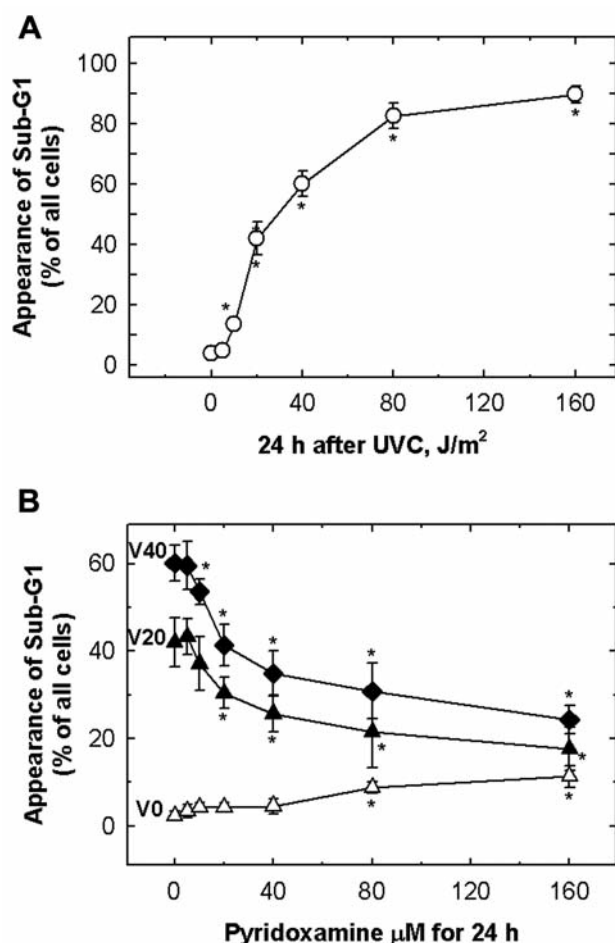 A
Appearance of Sub-G1
(% of all cells)
100
80
60
40
20
0
*
*
*
*
*
*
0 40 80 120 160
24 h after UVC, J/m²
B
Appearance of Sub-G1
(% of all cells)
60
40
20
0
V40
V20
V0
* * * * *
* * * *
* *
0 40 80 120 160
Pyridoxamine μM for 24 h